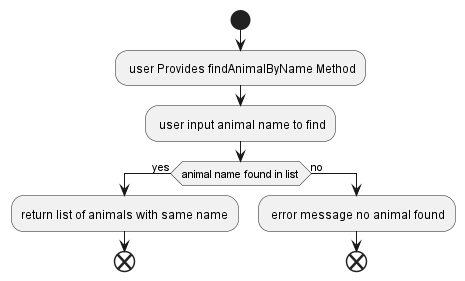 user Provides findAnimalByName Method
user input animal name to find
yes
animal name found in list
no
return list of animals with same name
error message no animal found